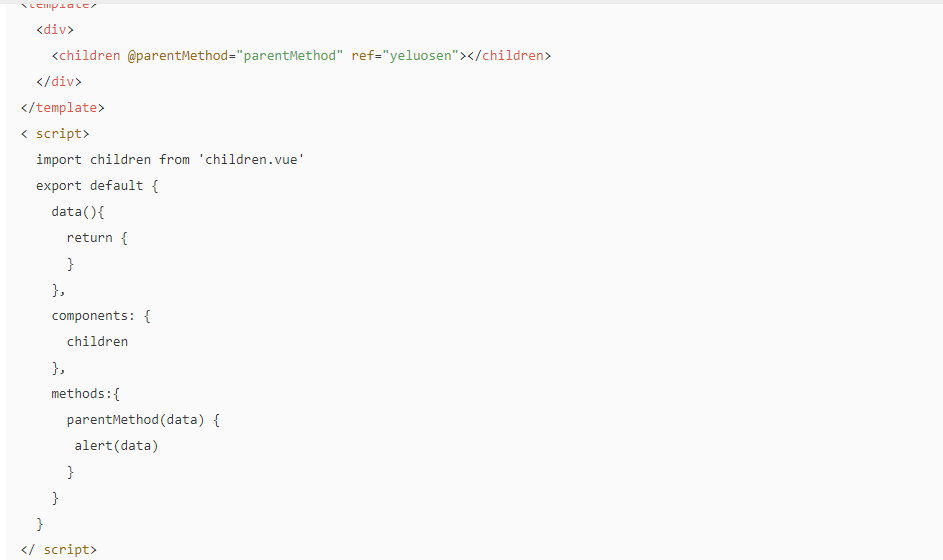 <template>
<div>
<children @parentMethod="parentMethod" ref="yeluosen"></children>
</div>
</template>
< script>
import children from 'children.vue'
export default {
data(){
return {
}
},
components: {
children
},
methods:{
parentMethod(data) {
alert(data)
}
}
}
</ script>